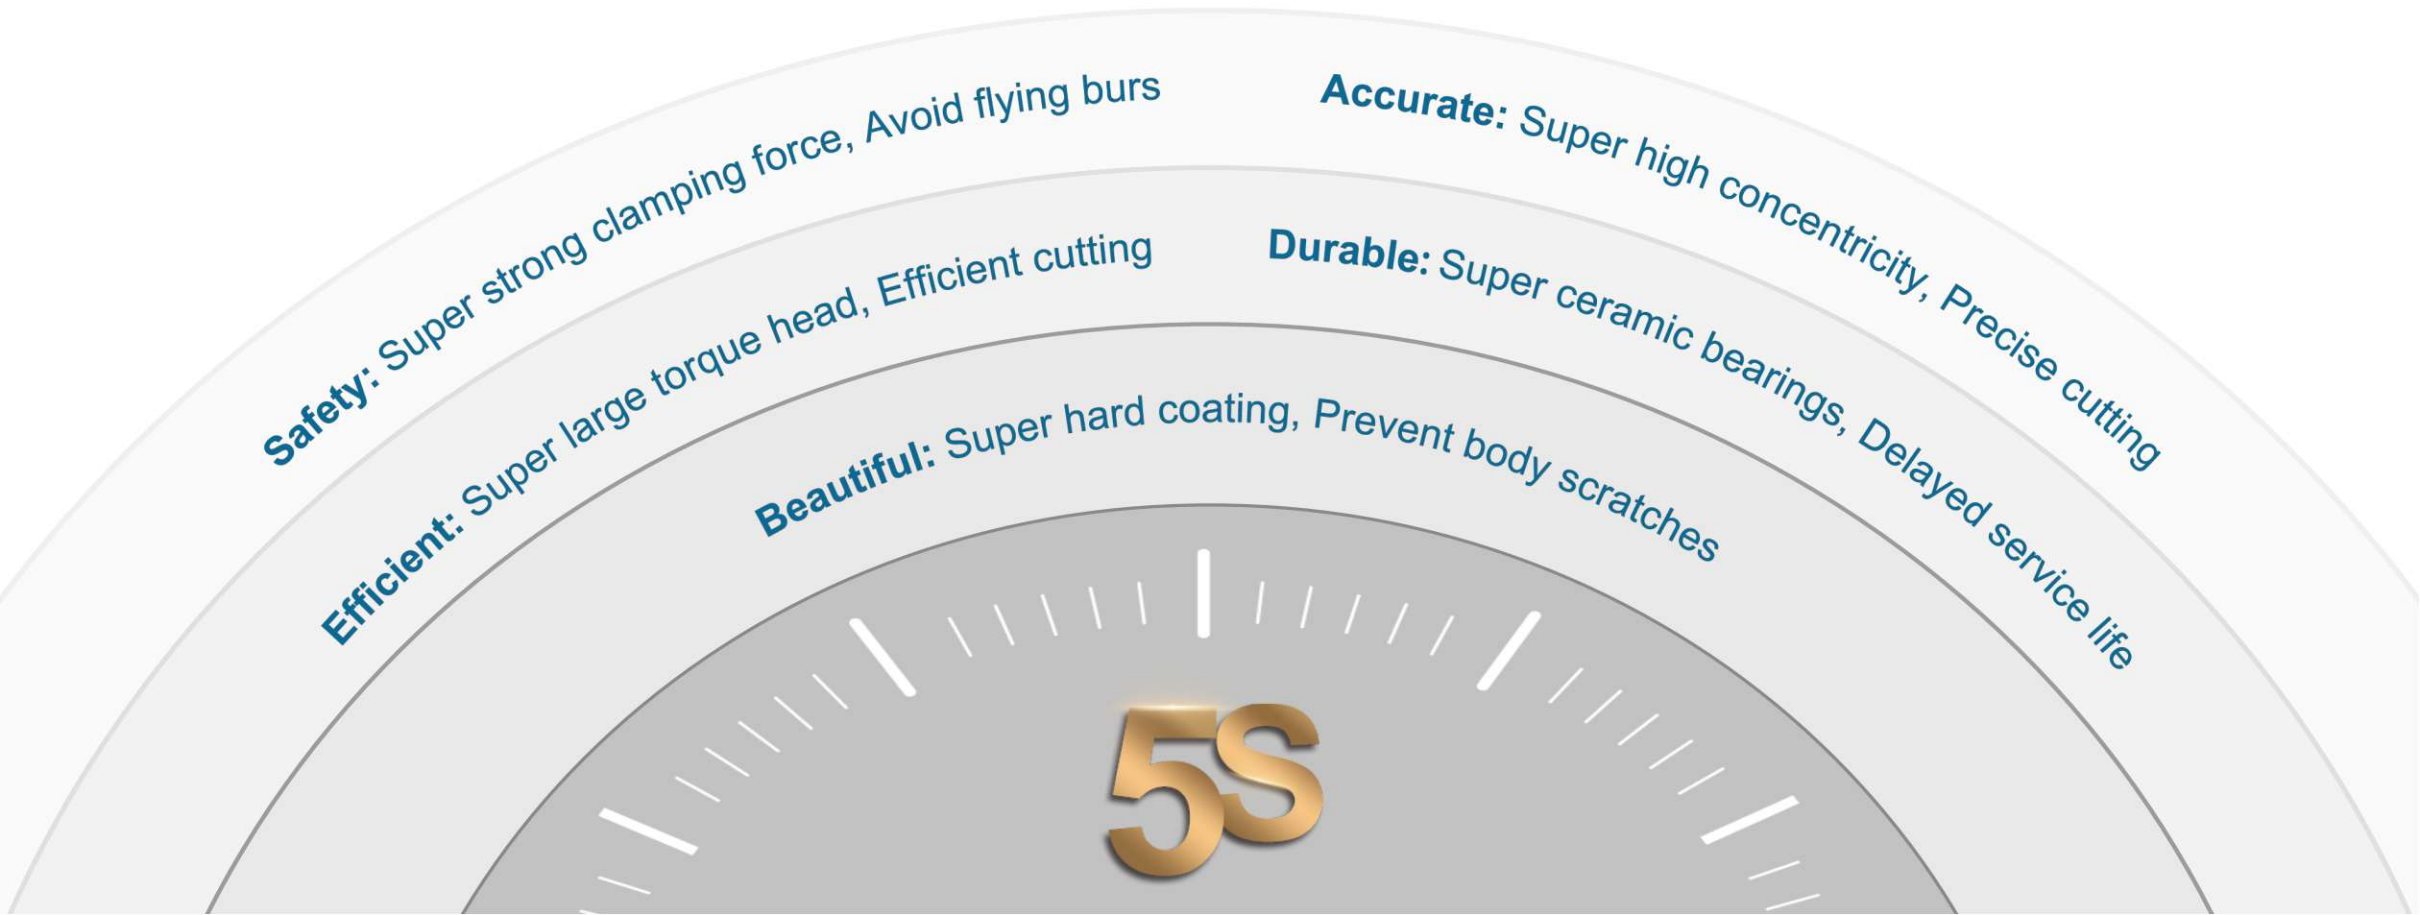 Safety: Super strong clamping force, Avoid flying burs
Accurate: Super high concentricity, Precise cutting
Efficient: Super large torque head, Efficient cutting
Durable: Super ceramic bearings, Delayed service life
Beautiful: Super hard coating, Prevent body scratches
5S